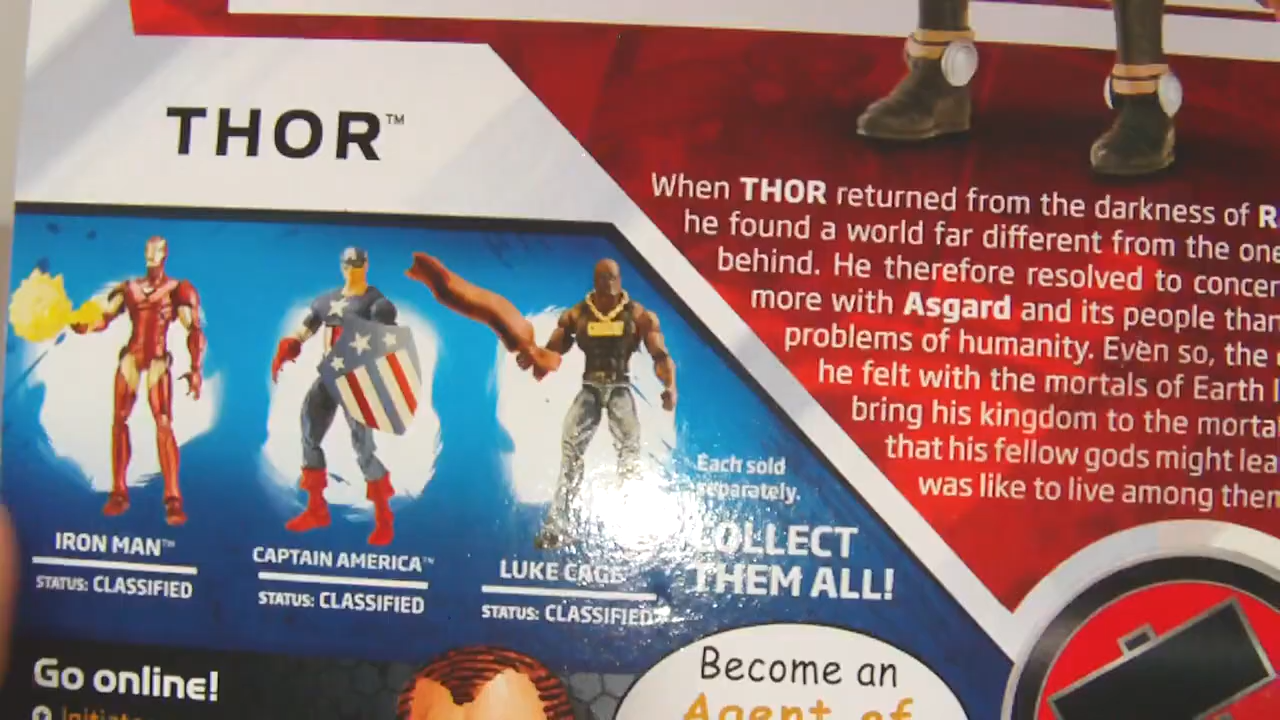 THOR™
When THOR returned from the darkness of
he found a world far different from the one
behind. He therefore resolved to
more with Asgard and its people than
problems of humanity. Even so, the
he felt with the mortals of Earth
bring his kingdom to the
that his fellow gods might
was like to live among
Each sold
separately.
COLLECT
THEM ALL!
IRON MAN™
STATUS: CLASSIFIED
CAPTAIN AMERICA™
STATUS: CLASSIFIED
LUKE CAGE
STATUS: CLASSIFIED
Go online!
Become an
Agent of